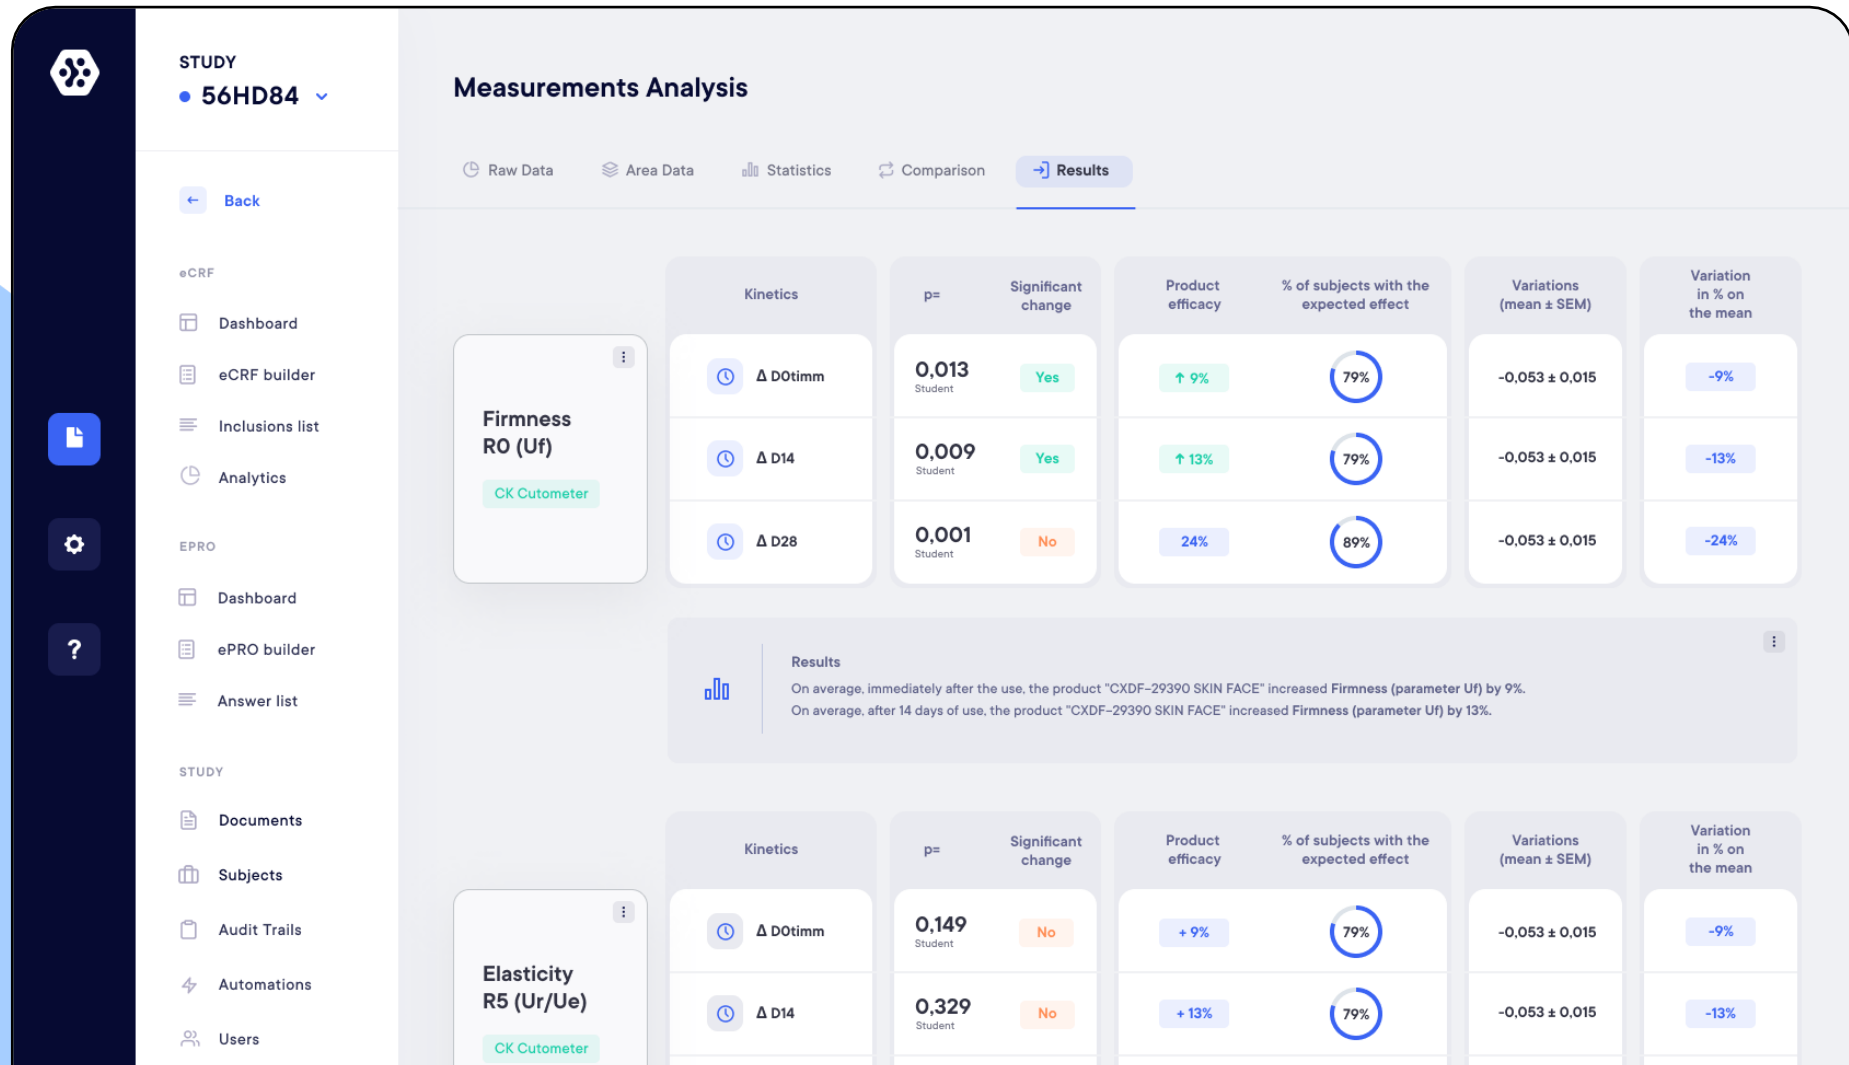 STUDY
56HD84
Back
eCRF
Dashboard
eCRF builder
Inclusions list
Analytics
EPRO
Dashboard
ePRO builder
Answer list
STUDY
Documents
Subjects
Audit Trails
Automations
Users
?
Measurements Analysis
Raw Data
Area Data
Statistics
Comparison
Results
Kinetics
p=
Significant
change
Product
efficacy
% of subjects with the
expected effect
Variations
(mean ± SEM)
Variation
in % on
the mean
Firmness
R0 (Uf)
CK Cutometer
Δ D0timm
0,013
Student
Yes
↑ 9%
79%
-0,053 ± 0,015
-9%
Δ D14
0,009
Student
Yes
↑ 13%
79%
-0,053 ± 0,015
-13%
Δ D28
0,001
Student
No
24%
89%
-0,053 ± 0,015
-24%
Results
On average, immediately after the use, the product "CXDF-29390 SKIN FACE" increased Firmness (parameter Uf) by 9%.
On average, after 14 days of use, the product "CXDF-29390 SKIN FACE" increased Firmness (parameter Uf) by 13%.
Kinetics
p=
Significant
change
Product
efficacy
% of subjects with the
expected effect
Variations
(mean ± SEM)
Variation
in % on
the mean
Elasticity
R5 (Ur/Ue)
CK Cutometer
Δ D0timm
0,149
Student
No
+ 9%
79%
-0,053 ± 0,015
-9%
Δ D14
0,329
Student
No
+ 13%
79%
-0,053 ± 0,015
-13%